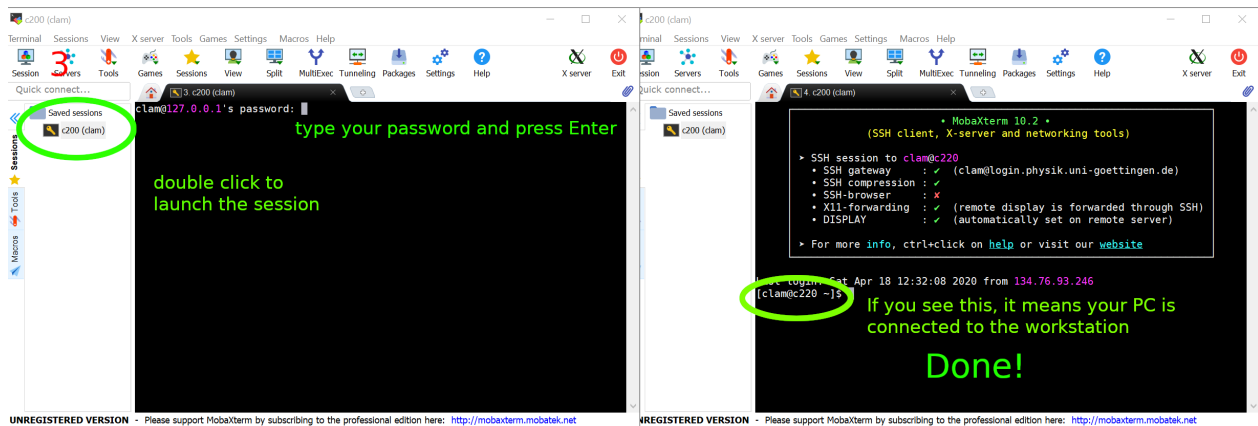 c200 (clam)
Terminal Sessions View X server Tools Games Settings Macros Help
3
Session Servers Tools Games Sessions View Split MultiExec Tunneling Packages Settings Help X server Exit
Quick connect...
3. c200 (clam)
Saved sessions
c200 (clam)
Sessions
Tools
Macros
clam@127.0.0.1's password:
type your password and press Enter
double click to
launch the session
UNREGISTERED VERSION - Please support MobaXterm by subscribing to the professional edition here: http://mobaxterm.mobatek.net
c200 (clam)
minal Sessions View X server Tools Games Settings Macros Help
ssion Servers Tools Games Sessions View Split MultiExec Tunneling Packages Settings Help X server Exit
Quick connect...
4. c200 (clam)
Saved sessions
c200 (clam)
• MobaXterm 10.2 •
(SSH client, X-server and networking tools)
➤ SSH session to clam@c220
• SSH gateway : ✔ (clam@login.physik.uni-goettingen.de)
• SSH compression : ✔
• SSH-browser : ✘
• X11-forwarding : ✔ (remote display is forwarded through SSH)
• DISPLAY : ✔ (automatically set on remote server)
➤ For more info, ctrl+click on help or visit our website
Last login: Sat Apr 18 12:32:08 2020 from 134.76.93.246
[clam@c220 ~]$
If you see this, it means your PC is
connected to the workstation
Done!
NREGISTERED VERSION - Please support MobaXterm by subscribing to the professional edition here: http://mobaxterm.mobatek.net